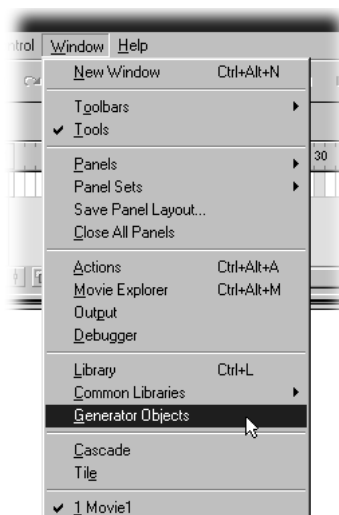 Window Help
New Window Ctrl+Alt+N
Toolbars
Tools
30
Panels
Panel Sets
Save Panel Layout...
Close All Panels
Actions Ctrl+Alt+A
Movie Explorer Ctrl+Alt+M
Output
Debugger
Library Ctrl+L
Common Libraries
Generator Objects
Cascade
Tile
1 Movie1